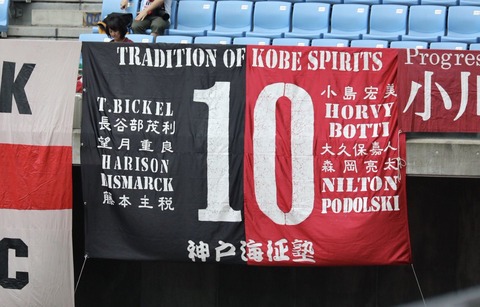 TRADITION OF KOBE SPIRITS
T.BICKEL
長谷部茂利
望月重良
HARISON
BISMARCK
藤本主税
10
小島宏美
HORVY
BOTTI
大久保嘉人
森岡亮太
NILTON
PODOLSKI
神戸海征塾
Progres
小川
K
C